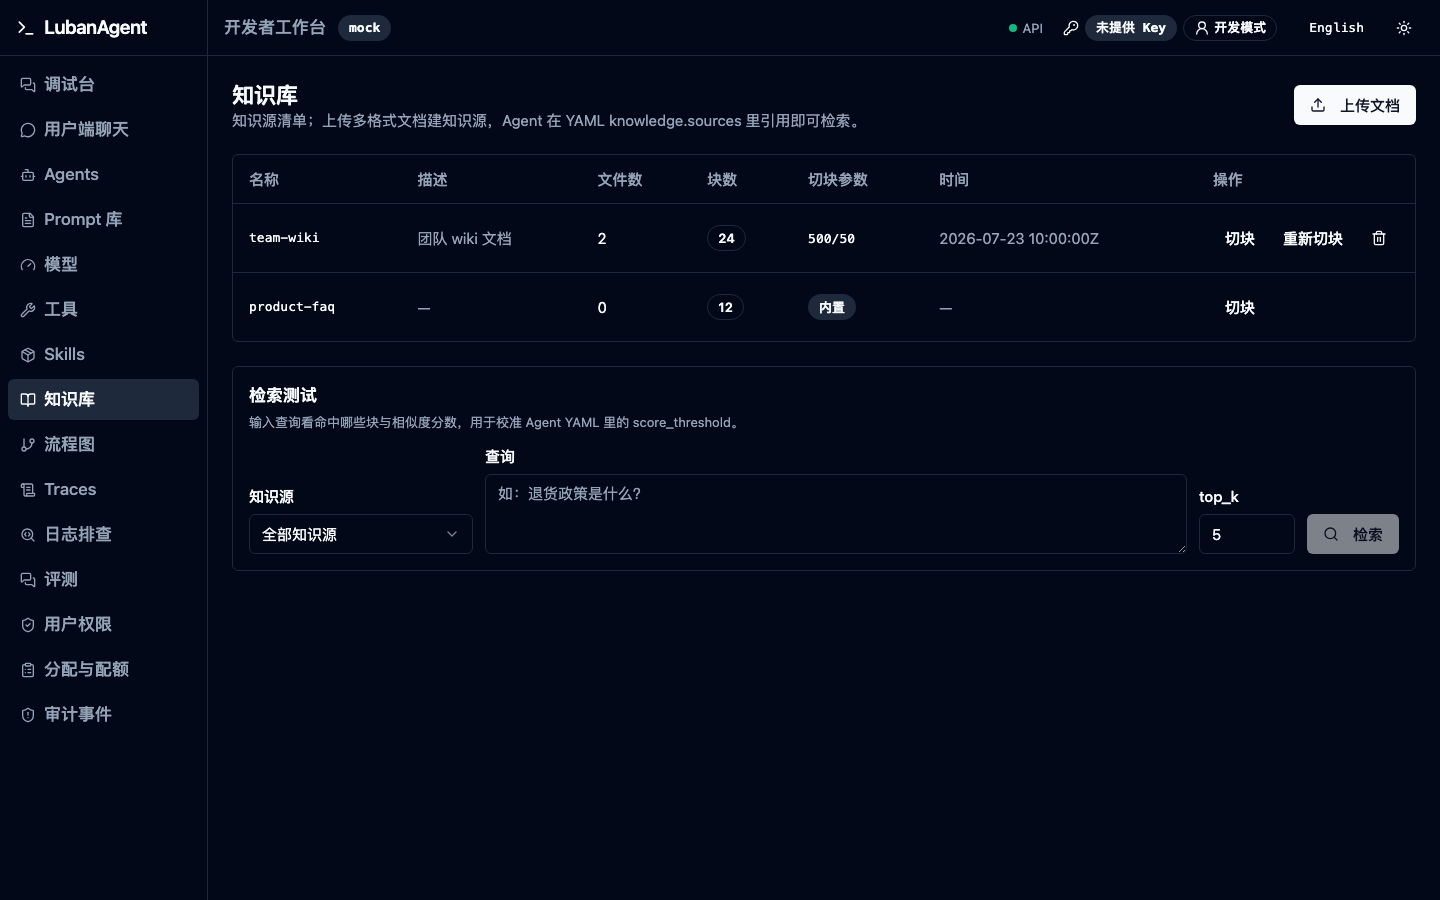 LubanAgent
开发者工作台 mock
API 未提供 Key 开发模式 English
调试台
用户端聊天
Agents
Prompt 库
模型
工具
Skills
知识库
流程图
Traces
日志排查
评测
用户权限
分配与配额
审计事件
知识库
知识源清单；上传多格式文档建知识源，Agent 在 YAML knowledge.sources 里引用即可检索。
上传文档
名称 描述 文件数 块数 切块参数 时间 操作
team-wiki 团队 wiki 文档 2 24 500/50 2026-07-23 10:00:00Z 切块 重新切块
product-faq — 0 12 内置 — 切块
检索测试
输入查询看命中哪些块与相似度分数，用于校准 Agent YAML 里的 score_threshold。
知识源
全部知识源
查询
如：退货政策是什么？
top_k
5
检索